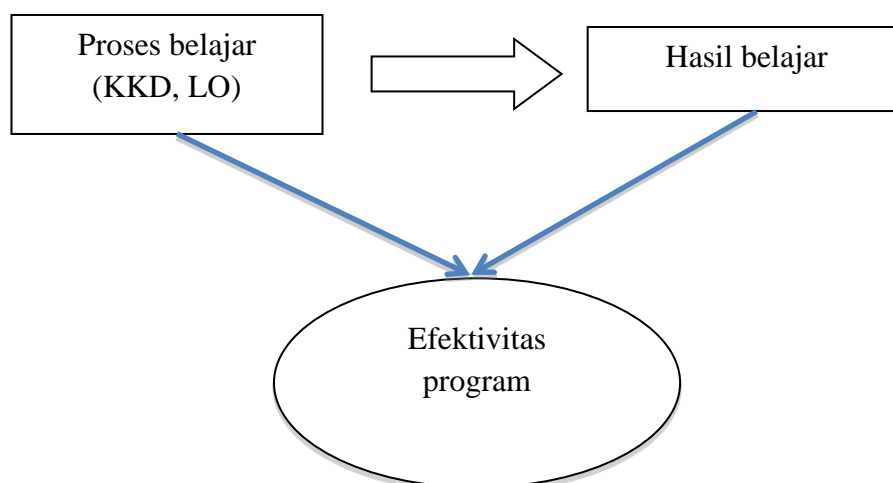 Proses belajar
(KKD, LO)
Hasil belajar
Efektivitas
program